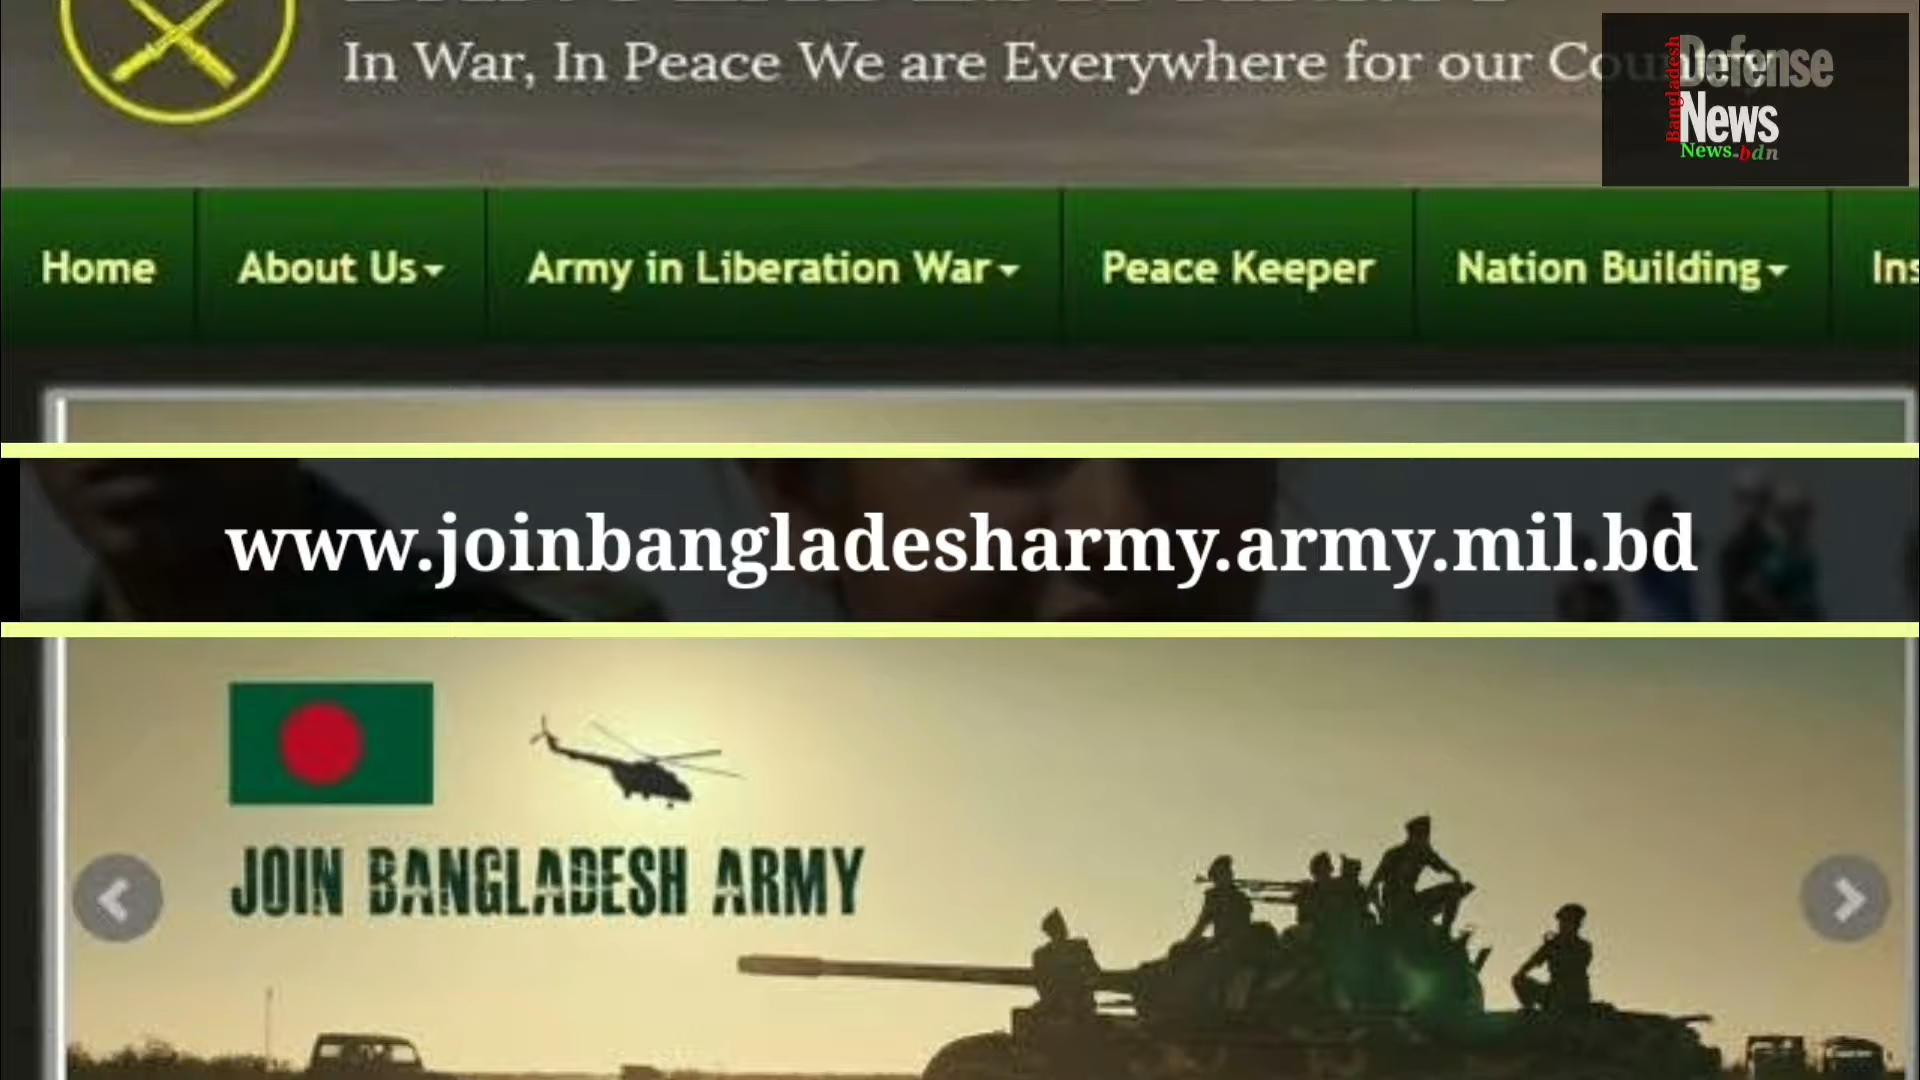 In War, In Peace We are Everywhere for our Country
Bangladesh
Defense
News
News-bdn
Home
About Us
Army in Liberation War
Peace Keeper
Nation Building
Ins
www.joinbangladesharmy.army.mil.bd
JOIN BANGLADESH ARMY